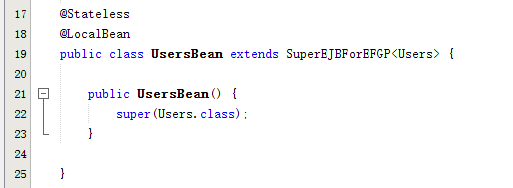 17 @Stateless
18 @LocalBean
19 public class UsersBean extends SuperEJBForEFGP<Users> {
20
21 public UsersBean() {
22 super(Users.class);
23 }
24
25 }